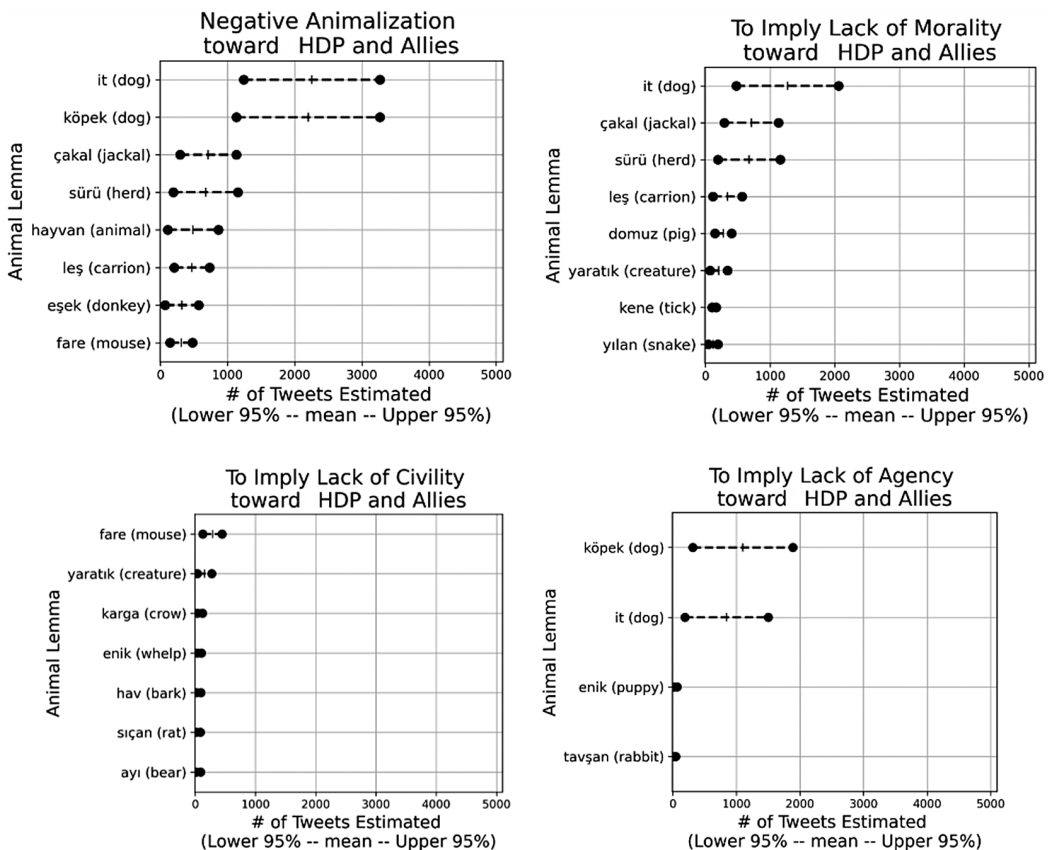 Negative Animalization
toward HDP and Allies
Animal Lemma
it (dog)
köpek (dog)
çakal (jackal)
sürü (herd)
hayvan (animal)
leş (carrion)
eşek (donkey)
fare (mouse)
0 1000 2000 3000 4000 5000
# of Tweets Estimated
(Lower 95% -- mean -- Upper 95%)
To Imply Lack of Morality
toward HDP and Allies
Animal Lemma
it (dog)
çakal (jackal)
sürü (herd)
leş (carrion)
domuz (pig)
yaratık (creature)
kene (tick)
yılan (snake)
0 1000 2000 3000 4000 5000
# of Tweets Estimated
(Lower 95% -- mean -- Upper 95%)
To Imply Lack of Civility
toward HDP and Allies
Animal Lemma
fare (mouse)
yaratık (creature)
karga (crow)
enik (whelp)
hav (bark)
sıçan (rat)
ayı (bear)
0 1000 2000 3000 4000 5000
# of Tweets Estimated
(Lower 95% -- mean -- Upper 95%)
To Imply Lack of Agency
toward HDP and Allies
Animal Lemma
köpek (dog)
it (dog)
enik (puppy)
tavşan (rabbit)
0 1000 2000 3000 4000 5000
# of Tweets Estimated
(Lower 95% -- mean -- Upper 95%)